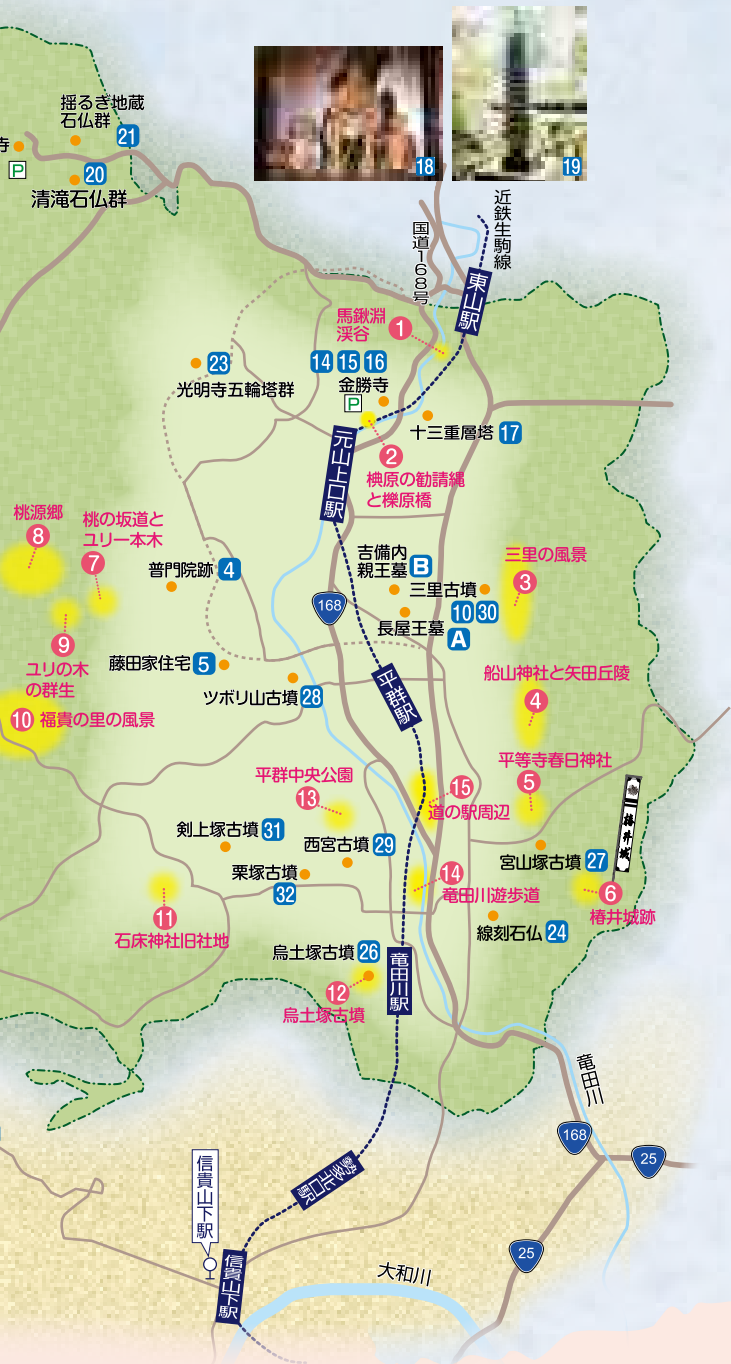 18
19
揺るぎ地蔵
石仏群
21
寺
P
20
清滝石仏群
近鉄生駒線
国道168号
東山駅
馬鍬淵
渓谷
1
23
光明寺五輪塔群
14 15 16
金勝寺
P
十三重層塔 17
2
椣原の勧請縄
と櫟原橋
元山上口駅
桃源郷
8
桃の坂道と
ユリ一本木
7
普門院跡 4
吉備内
親王墓 B
三里古墳
10 30
長屋王墓
A
三里の風景
3
168
9
ユリの木
の群生
藤田家住宅 5
ツボリ山古墳 28
平群駅
船山神社と矢田丘陵
4
10 福貴の里の風景
平群中央公園
13
15
道の駅周辺
平等寺春日神社
5
椿井城
剣上塚古墳 31
西宮古墳 29
栗塚古墳
32
宮山塚古墳 27
14
竜田川遊歩道
6
椿井城跡
11
石床神社旧社地
線刻石仏 24
烏土塚古墳 26
竜田川駅
12
烏土塚古墳
竜田川
168
25
信貴山下駅
勢野北口駅
25
信貴山下駅
大和川